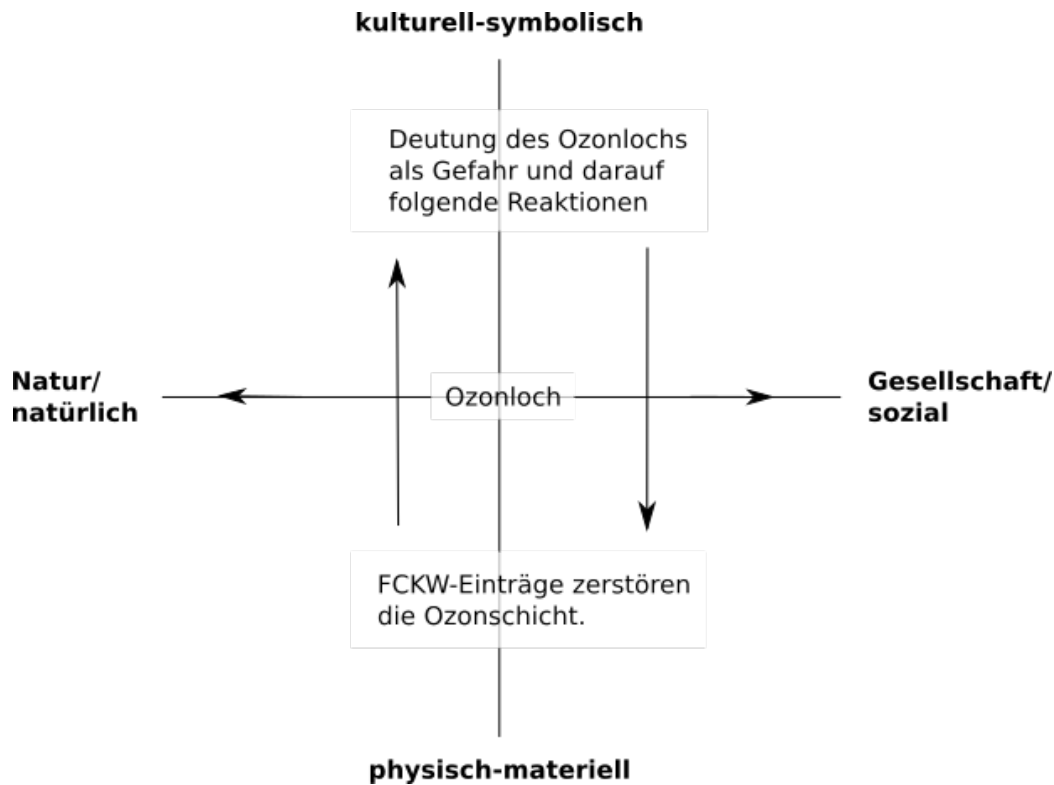 kulturell-symbolisch
Deutung des Ozonlochs
als Gefahr und darauf
folgende Reaktionen
Natur/
natürlich
Ozonloch
Gesellschaft/
sozial
FCKW-Einträge zerstören
die Ozonschicht.
physisch-materiell